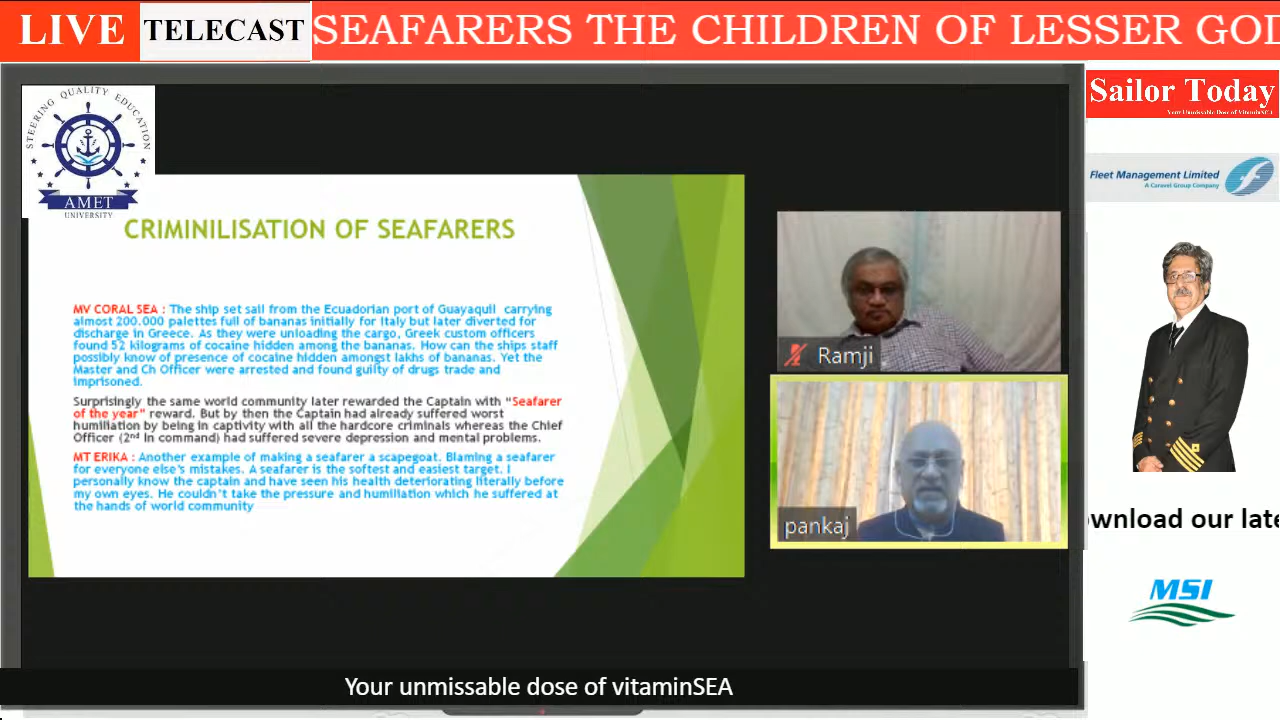 LIVE TELECAST SEAFARERS THE CHILDREN OF LESSER GOD
Sailor Today
Your Unmissable Dose of VitaminSEA
STEERING QUALITY EDUCATION
AMET
UNIVERSITY
Fleet Management Limited
A Caravel Group Company
CRIMINILISATION OF SEAFARERS
MV CORAL SEA : The ship set sail from the Ecuadorian port of Guayaquil carrying
almost 200.000 palettes full of bananas initially for Italy but later diverted for
discharge in Greece. As they were unloading the cargo, Greek custom officers
found 52 kilograms of cocaine hidden among the bananas. How can the ships staff
possibly know of presence of cocaine hidden amongst lakhs of bananas. Yet the
Master and Ch Officer were arrested and found guilty of drugs trade and
imprisoned.
Surprisingly the same world community later rewarded the Captain with “Seafarer
of the year” reward. But by then the Captain had already suffered worst
humiliation by being in captivity with all the hardcore criminals whereas the Chief
Officer (2nd in command) had suffered severe depression and mental problems.
MT ERIKA : Another example of making a seafarer a scapegoat. Blaming a seafarer
for everyone else's mistakes. A seafarer is the softest and easiest target. I
personally know the captain and have seen his health deteriorating literally before
my own eyes. He couldn't take the pressure and humiliation which he suffered at
the hands of world community
Ramji
pankaj
ownload our late
MSI
Your unmissable dose of vitaminSEA